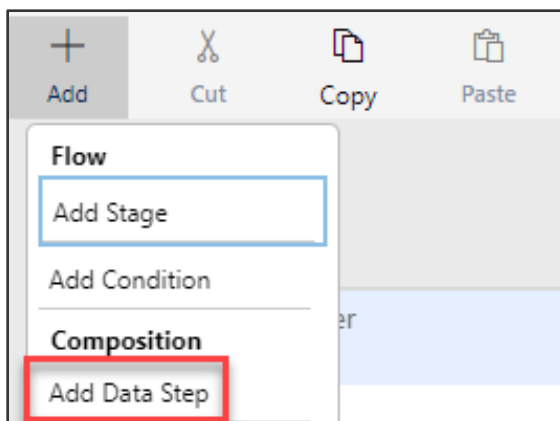 Add Cut Copy Paste
Flow
Add Stage
Add Condition
Composition
Add Data Step